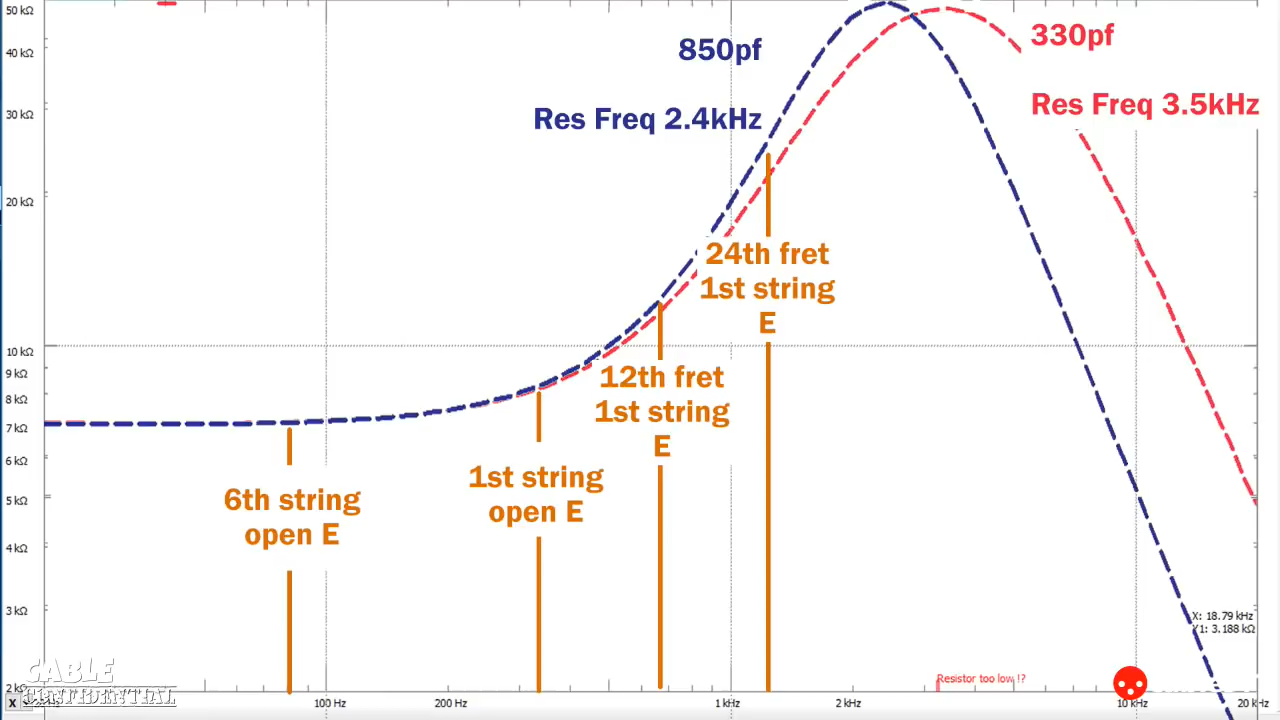 50 kΩ
850pf
330pf
40 kΩ
Res Freq 3.5kHz
30 kΩ
Res Freq 2.4kHz
20 kΩ
24th fret
1st string
E
10 kΩ
9 kΩ
12th fret
8 kΩ
1st string
7 kΩ
E
6 kΩ
1st string
6th string
5 kΩ
open E
open E
4 kΩ
3 kΩ
X: 18.79 kHz
Y1: 3.188 kΩ
CABLE
CONFIDENTIAL
Resistor too low !?
2 kΩ
X
100 Hz
200 Hz
1 kHz
2 kHz
10 kHz
20 kHz